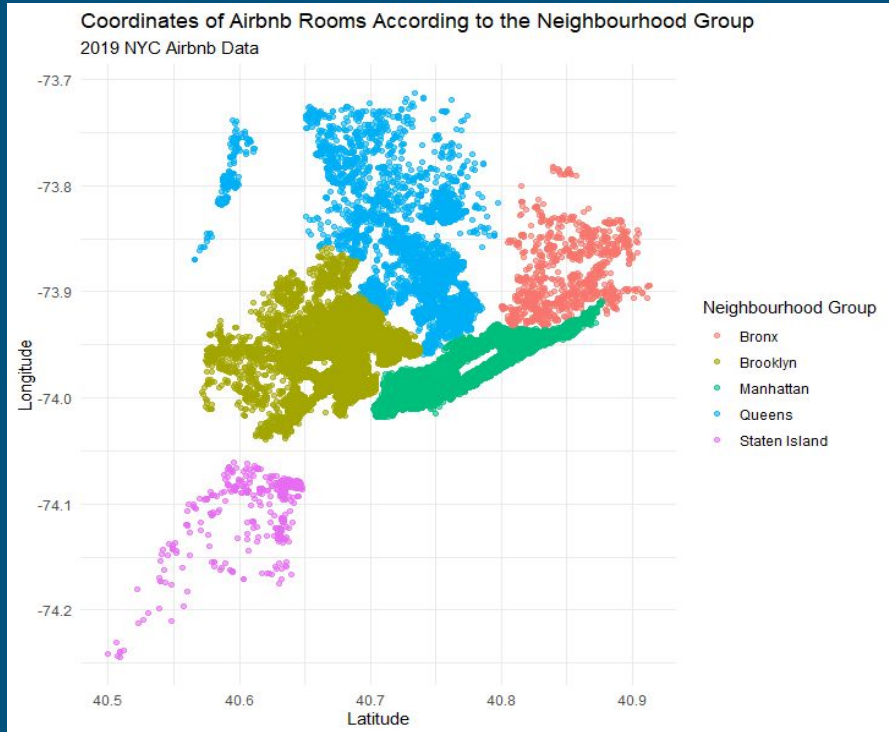 Coordinates of Airbnb Rooms According to the Neighbourhood Group
2019 NYC Airbnb Data
-73.7
-73.8
-73.9
-74.0
-74.1
-74.2
Longitude
40.5 40.6 40.7 40.8 40.9
Latitude
Neighbourhood Group
Bronx
Brooklyn
Manhattan
Queens
Staten Island